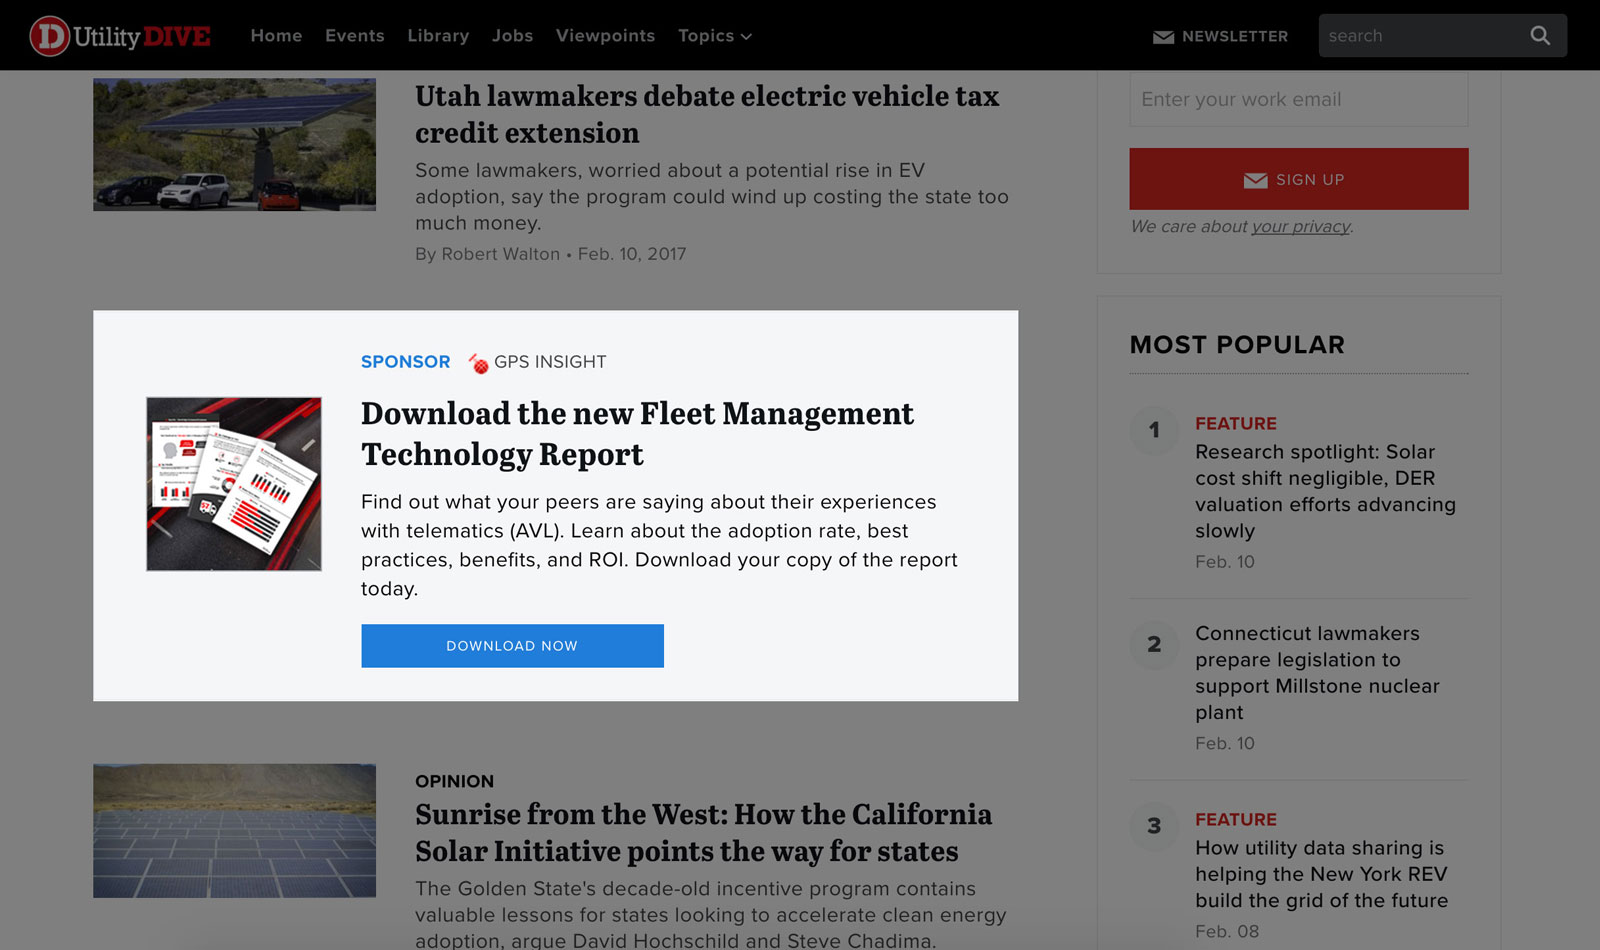 D Utility DIVE
Home Events Library Jobs Viewpoints Topics
NEWSLETTER
search
Utah lawmakers debate electric vehicle tax
credit extension
Some lawmakers, worried about a potential rise in EV
adoption, say the program could wind up costing the state too
much money.
By Robert Walton • Feb. 10, 2017
SPONSOR GPS INSIGHT
Download the new Fleet Management
Technology Report
Find out what your peers are saying about their experiences
with telematics (AVL). Learn about the adoption rate, best
practices, benefits, and ROI. Download your copy of the report
today.
DOWNLOAD NOW
OPINION
Sunrise from the West: How the California
Solar Initiative points the way for states
The Golden State's decade-old incentive program contains
valuable lessons for states looking to accelerate clean energy
adoption, argue David Hochschild and Steve Chadima.
Enter your work email
SIGN UP
We care about your privacy.
MOST POPULAR
1
FEATURE
Research spotlight: Solar
cost shift negligible, DER
valuation efforts advancing
slowly
Feb. 10
2
Connecticut lawmakers
prepare legislation to
support Millstone nuclear
plant
Feb. 10
3
FEATURE
How utility data sharing is
helping the New York REV
build the grid of the future
Feb. 08